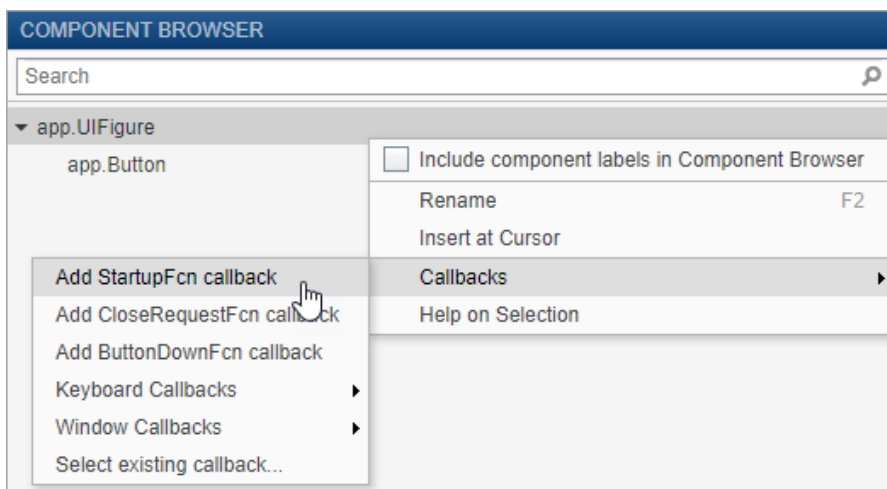 COMPONENT BROWSER
Search
app.UIFigure
app.Button
Include component labels in Component Browser
Rename F2
Insert at Cursor
Callbacks
Help on Selection
Add StartupFcn callback
Add CloseRequestFcn callback
Add ButtonDownFcn callback
Keyboard Callbacks
Window Callbacks
Select existing callback...